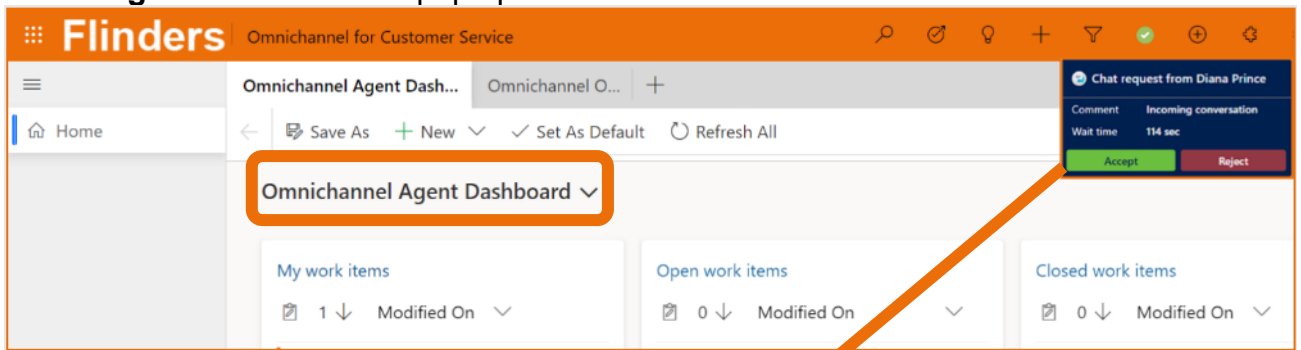 Flinders Omnichannel for Customer Service
Omnichannel Agent Dash... Omnichannel O...
Chat request from Diana Prince
Comment Incoming conversation
Wait time 114 sec
Accept Reject
Home
Save As New Set As Default Refresh All
Omnichannel Agent Dashboard
My work items Open work items Closed work items
1 Modified On 0 Modified On 0 Modified On